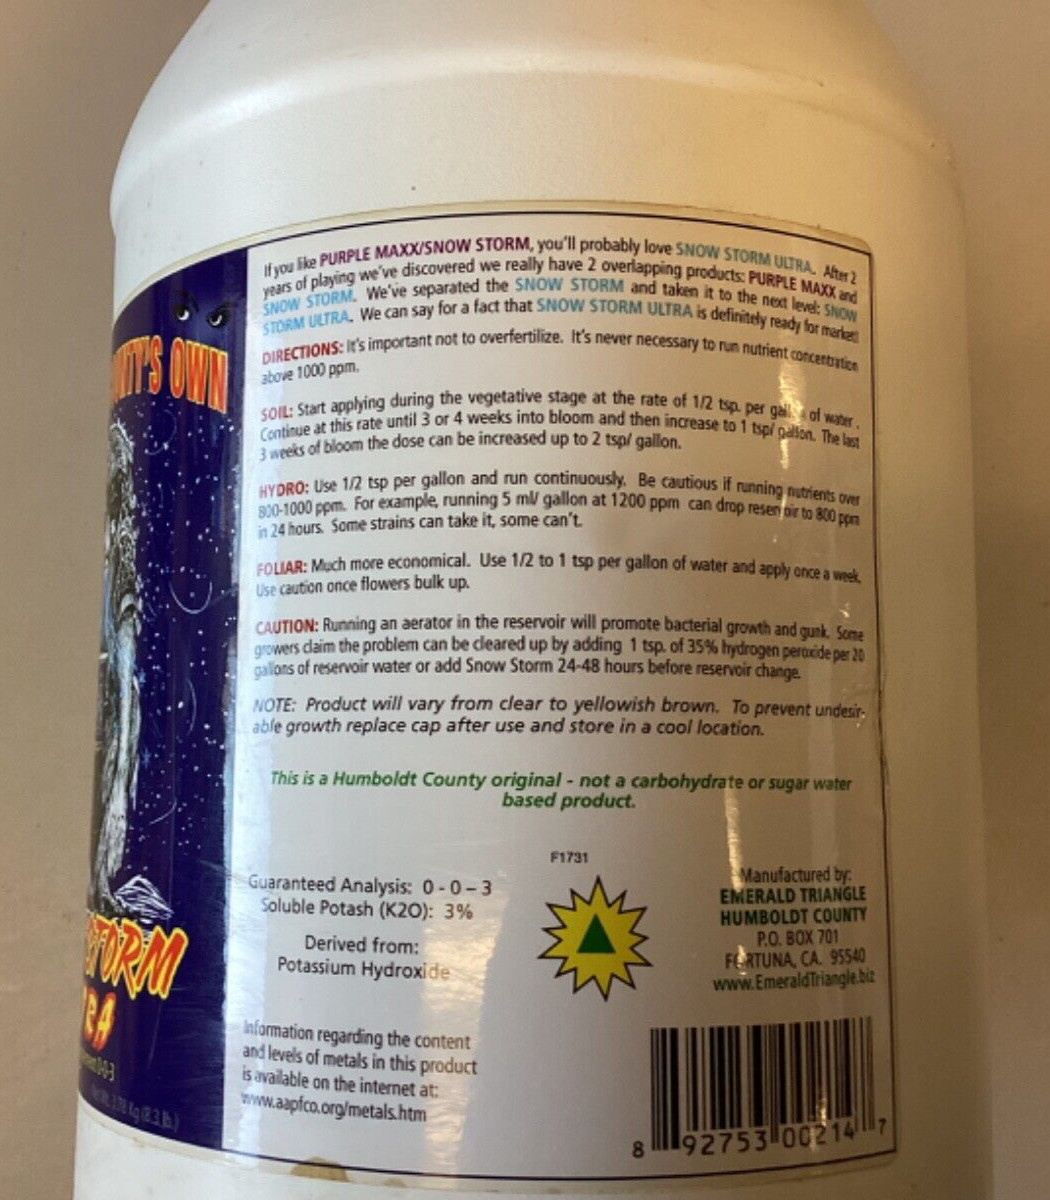 If you like PURPLE MAXX/SNOW STORM, you'll probably love SNOW STORM ULTRA. After 2
years of playing we've discovered we really have 2 overlapping products: PURPLE MAXX and
SNOW STORM. We've separated the SNOW STORM and taken it to the next level: SNOW
STORM ULTRA. We can say for a fact that SNOW STORM ULTRA is definitely ready for market!
DIRECTIONS: It's important not to overfertilize. It's never necessary to run nutrient concentration
above 1000 ppm.
SOIL: Start applying during the vegetative stage at the rate of 1/2 tsp. per gal. of water.
Continue at this rate until 3 or 4 weeks into bloom and then increase to 1 tsp/ gallon. The last
3 weeks of bloom the dose can be increased up to 2 tsp/ gallon.
HYDRO: Use 1/2 tsp per gallon and run continuously. Be cautious if running nutrients over
800-1000 ppm. For example, running 5 ml/ gallon at 1200 ppm can drop reservoir to 800 ppm
in 24 hours. Some strains can take it, some can't.
FOLIAR: Much more economical. Use 1/2 to 1 tsp per gallon of water and apply once a week.
Use caution once flowers bulk up.
CAUTION: Running an aerator in the reservoir will promote bacterial growth and gunk. Some
growers claim the problem can be cleared up by adding 1 tsp. of 35% hydrogen peroxide per 20
gallons of reservoir water or add Snow Storm 24-48 hours before reservoir change.
NOTE: Product will vary from clear to yellowish brown. To prevent undesir-
able growth replace cap after use and store in a cool location.
This is a Humboldt County original - not a carbohydrate or sugar water
based product.
F1731
Guaranteed Analysis: 0 - 0 – 3
Soluble Potash (K2O): 3%
Derived from:
Potassium Hydroxide
Information regarding the content
and levels of metals in this product
is available on the internet at:
www.aapfco.org/metals.htm
Manufactured by:
EMERALD TRIANGLE
HUMBOLDT COUNTY
P.O. BOX 701
FORTUNA, CA. 95540
www.EmeraldTriangle.biz
8 92753 00214 7
OWN
STORM
0-0-3
3.78 Kg (8.3 lb.)